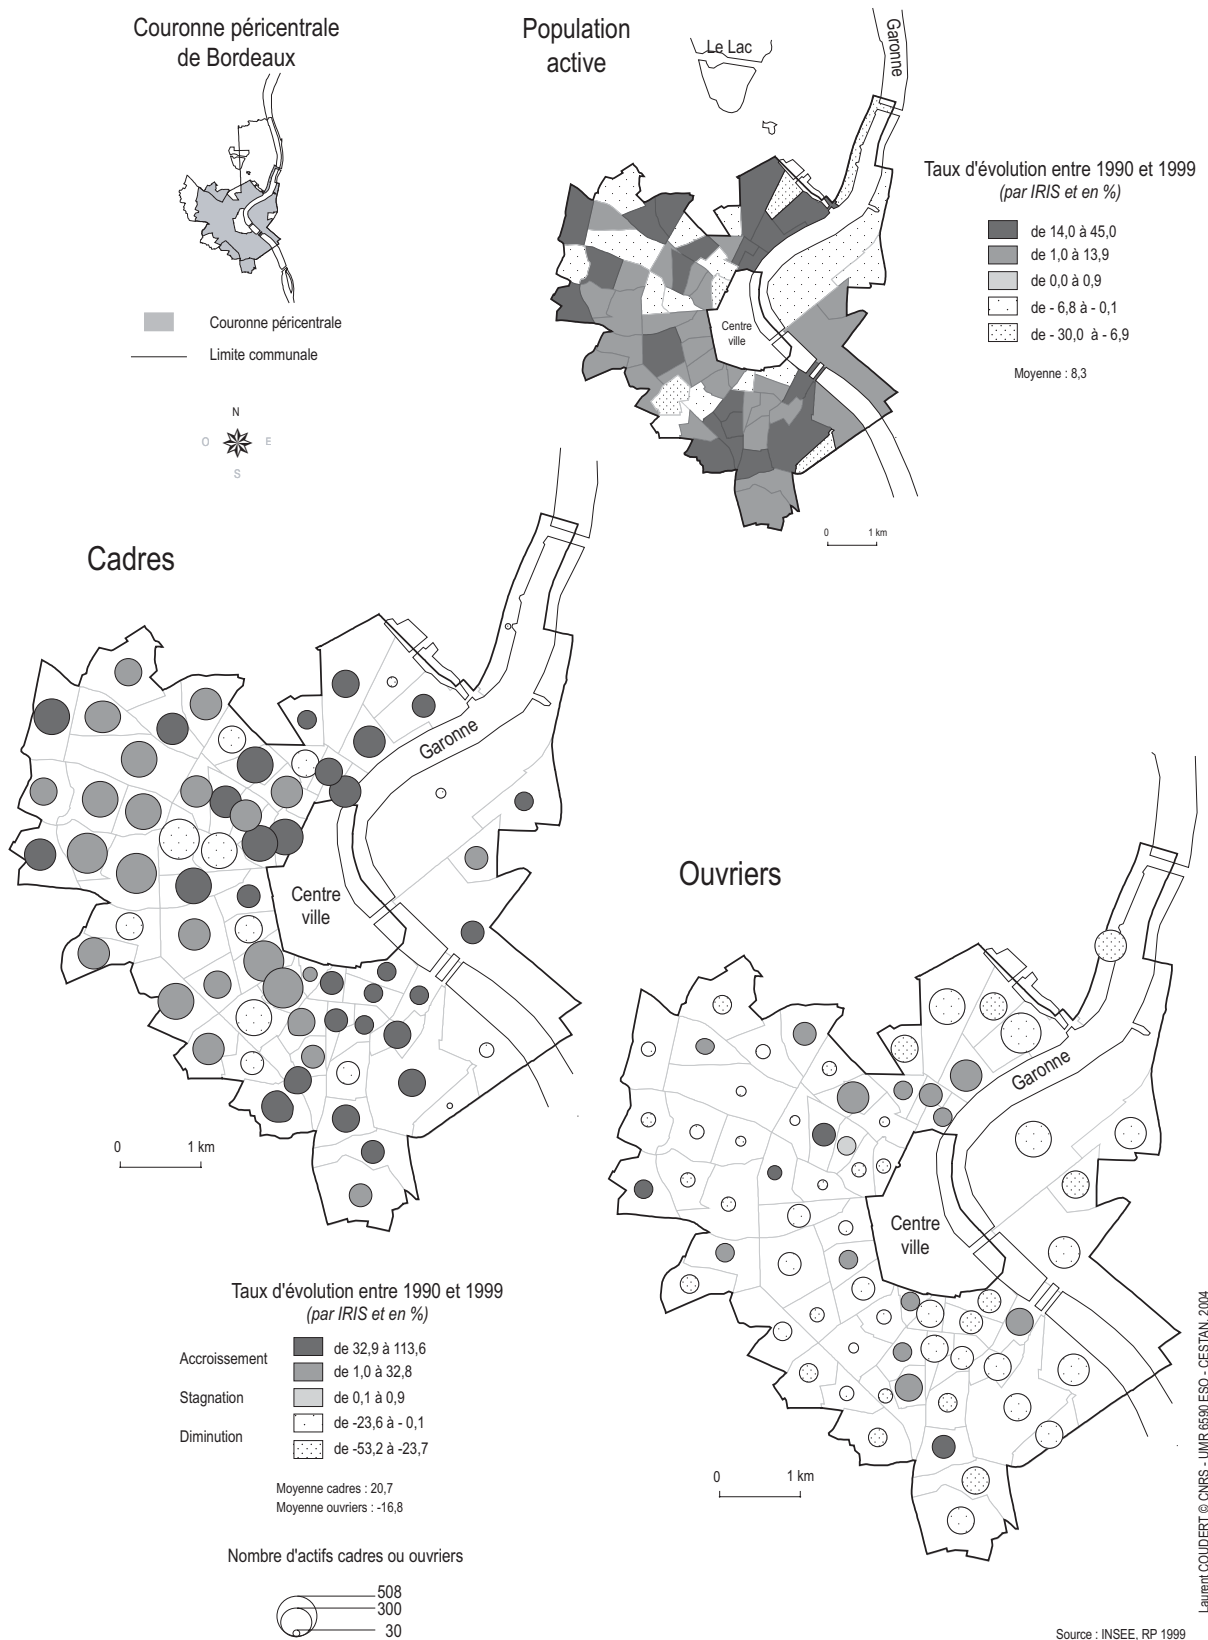 Couronne péricentrale
de Bordeaux
Couronne péricentrale
Limite communale
N
O
E
S
Population
active
Le Lac
Garonne
Centre
ville
Taux d'évolution entre 1990 et 1999
(par IRIS et en %)
de 14,0 à 45,0
de 1,0 à 13,9
de 0,0 à 0,9
de - 6,8 à - 0,1
de - 30,0 à - 6,9
Moyenne : 8,3
0
1 km
Cadres
Garonne
Centre
ville
0
1 km
Ouvriers
Garonne
Centre
ville
0
1 km
Taux d'évolution entre 1990 et 1999
(par IRIS et en %)
Accroissement
de 32,9 à 113,6
de 1,0 à 32,8
Stagnation
de 0,1 à 0,9
Diminution
de -23,6 à - 0,1
de -53,2 à -23,7
Moyenne cadres : 20,7
Moyenne ouvriers : -16,8
Nombre d'actifs cadres ou ouvriers
508
300
30
Laurent COUDERT © CNRS - UMR 6590 ESO - CESTAN, 2004
Source : INSEE, RP 1999